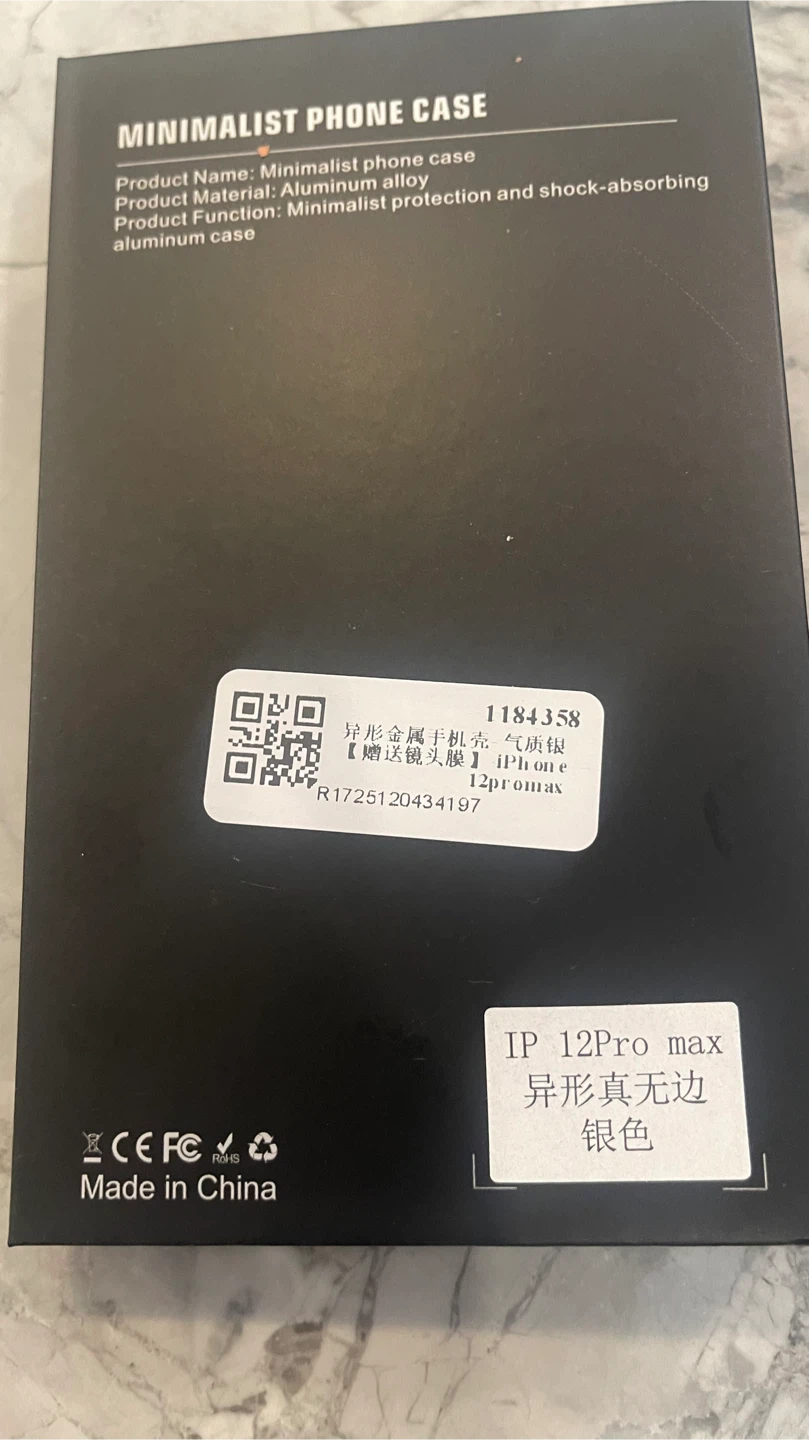 MINIMALIST PHONE CASE
Product Name: Minimalist phone case
Product Material: Aluminum alloy
Product Function: Minimalist protection and shock-absorbing
aluminum case
1184358
异形金属手机壳-气质银
【赠送镜头膜】-iPhone
12promax
R1725120434197
IP 12Pro max
异形真无边
银色
CE FC RoHS
Made in China